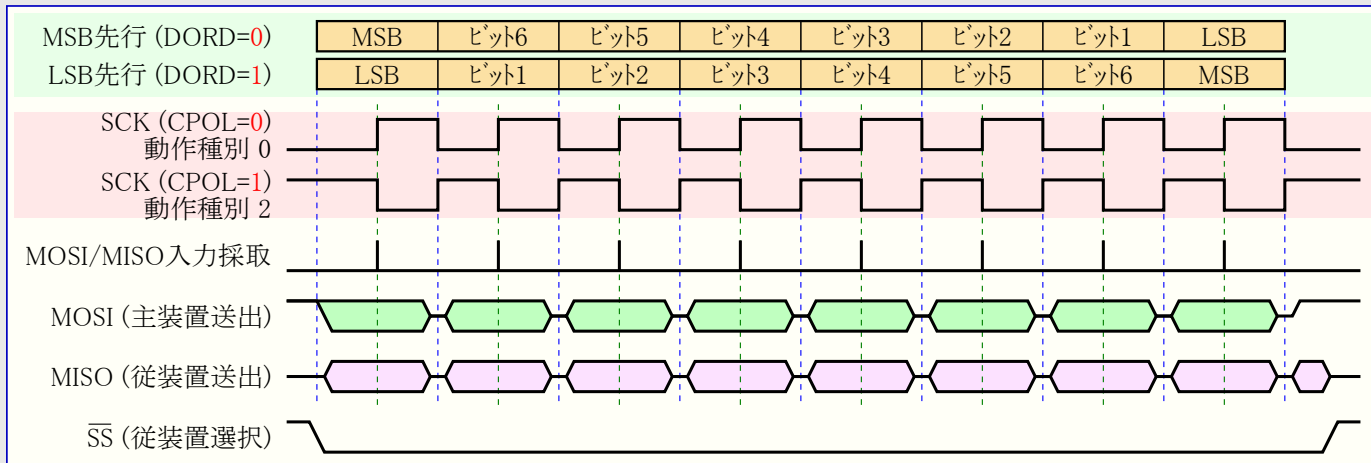 MSB先行 (DORD=0) MSB ビット6 ビット5 ビット4 ビット3 ビット2 ビット1 LSB
LSB先行 (DORD=1) LSB ビット1 ビット2 ビット3 ビット4 ビット5 ビット6 MSB
SCK (CPOL=0)
動作種別 0
SCK (CPOL=1)
動作種別 2
MOSI/MISO入力採取
MOSI (主装置送出)
MISO (従装置送出)
S̅S̅ (従装置選択)